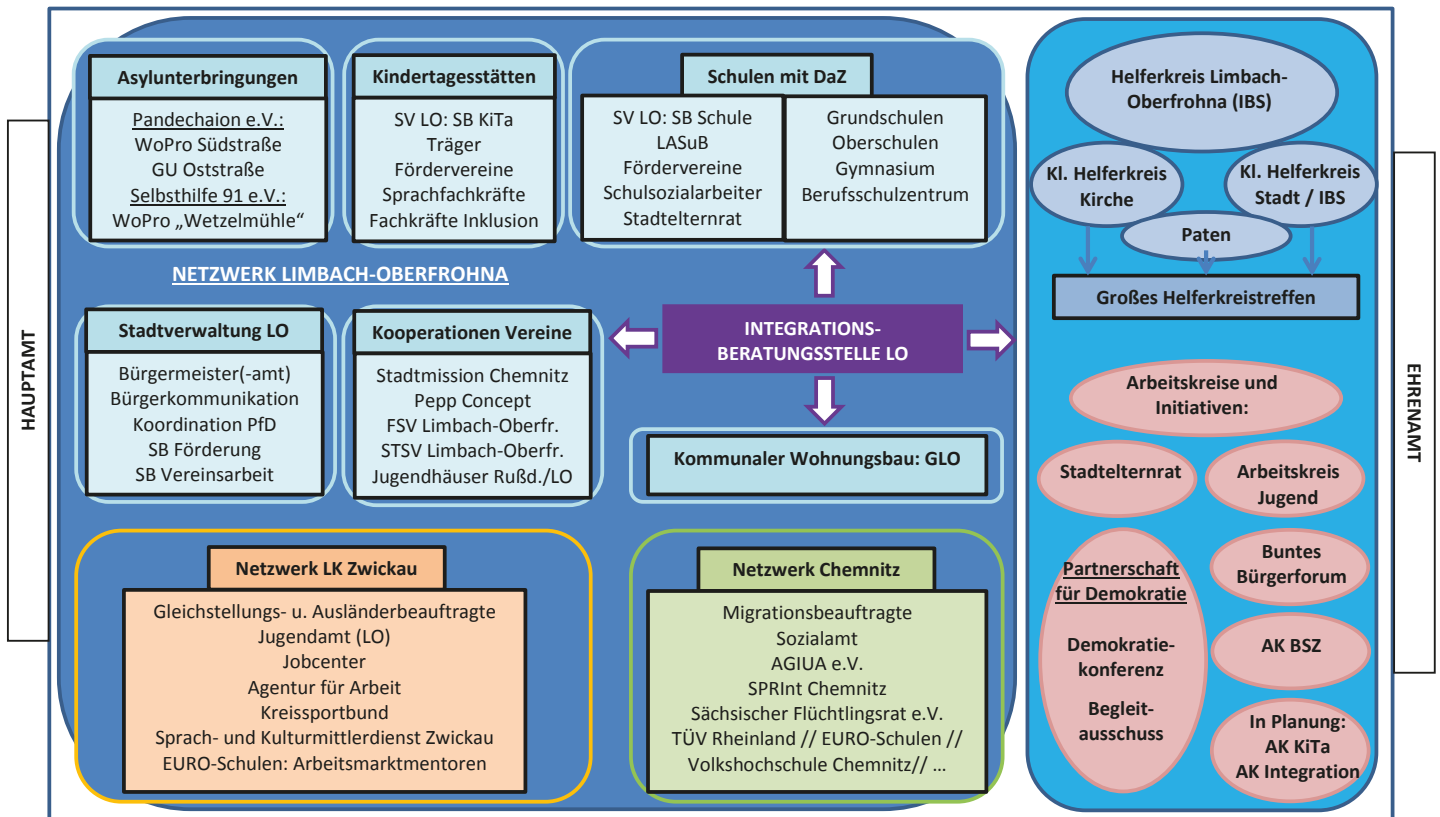 HAUPTAMT
Asylunterbringungen
Pandechaion e.V.:
WoPro Südstraße
GU Oststraße
Selbsthilfe 91 e.V.:
WoPro „Wetzelmühle“
Kindertagesstätten
SV LO: SB KiTa
Träger
Fördervereine
Sprachfachkräfte
Fachkräfte Inklusion
Schulen mit DaZ
SV LO: SB Schule
LASuB
Fördervereine
Schulsozialarbeiter
Stadtelternrat
Grundschulen
Oberschulen
Gymnasium
Berufsschulzentrum
NETZWERK LIMBACH-OBERFROHNA
Stadtverwaltung LO
Bürgermeister(-amt)
Bürgerkommunikation
Koordination PfD
SB Förderung
SB Vereinsarbeit
Kooperationen Vereine
Stadtmission Chemnitz
Pepp Concept
FSV Limbach-Oberfr.
STSV Limbach-Oberfr.
Jugendhäuser Rußd./LO
INTEGRATIONS-
BERATUNGSSTELLE LO
Kommunaler Wohnungsbau: GLO
Netzwerk LK Zwickau
Gleichstellungs- u. Ausländerbeauftragte
Jugendamt (LO)
Jobcenter
Agentur für Arbeit
Kreissportbund
Sprach- und Kulturmittlerdienst Zwickau
EURO-Schulen: Arbeitsmarktmentoren
Netzwerk Chemnitz
Migrationsbeauftragte
Sozialamt
AGIUA e.V.
SPRInt Chemnitz
Sächsischer Flüchtlingsrat e.V.
TÜV Rheinland // EURO-Schulen //
Volkshochschule Chemnitz// ...
Helferkreis Limbach-
Oberfrohna (IBS)
Kl. Helferkreis
Kirche
Kl. Helferkreis
Stadt / IBS
Paten
Großes Helferkreistreffen
Arbeitskreise und
Initiativen:
Stadtelternrat
Arbeitskreis
Jugend
Partnerschaft
für Demokratie
Demokratie-
konferenz
Begleit-
ausschuss
Buntes
Bürgerforum
AK BSZ
In Planung:
AK KiTa
AK Integration
EHRENAMT